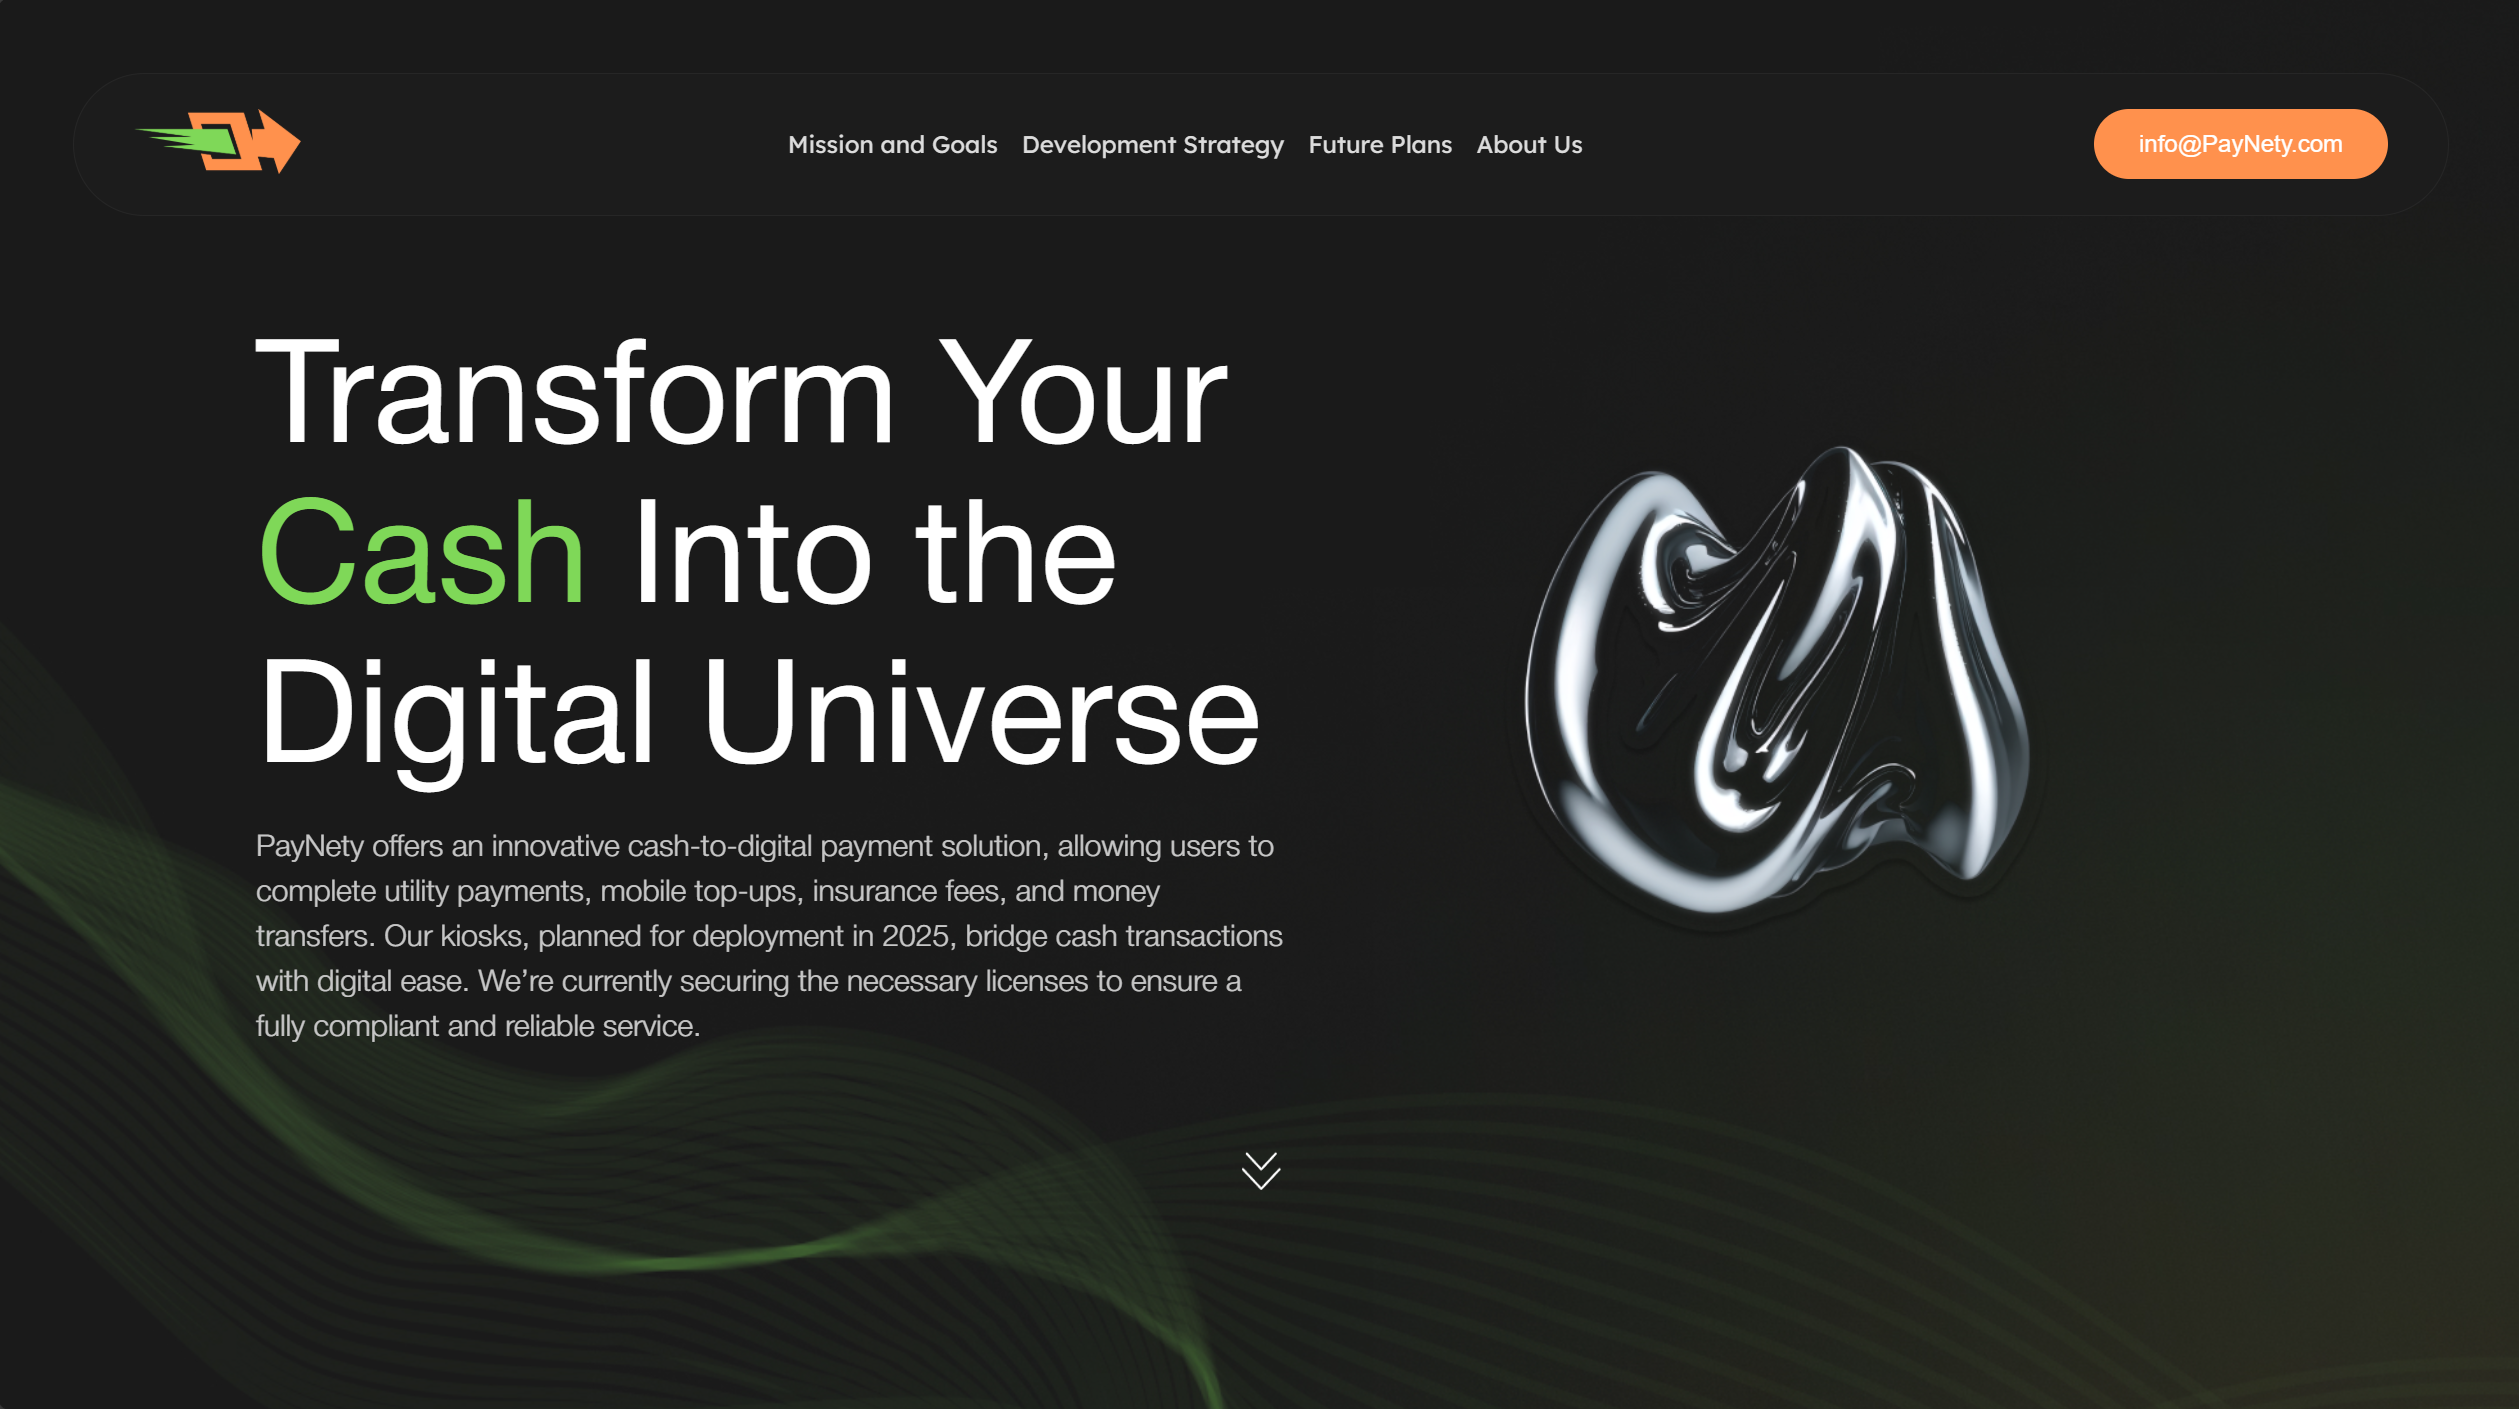 Mission and Goals Development Strategy Future Plans About Us
info@PayNety.com
Transform Your
Cash Into the
Digital Universe
PayNety offers an innovative cash-to-digital payment solution, allowing users to
complete utility payments, mobile top-ups, insurance fees, and money
transfers. Our kiosks, planned for deployment in 2025, bridge cash transactions
with digital ease. We’re currently securing the necessary licenses to ensure a
fully compliant and reliable service.